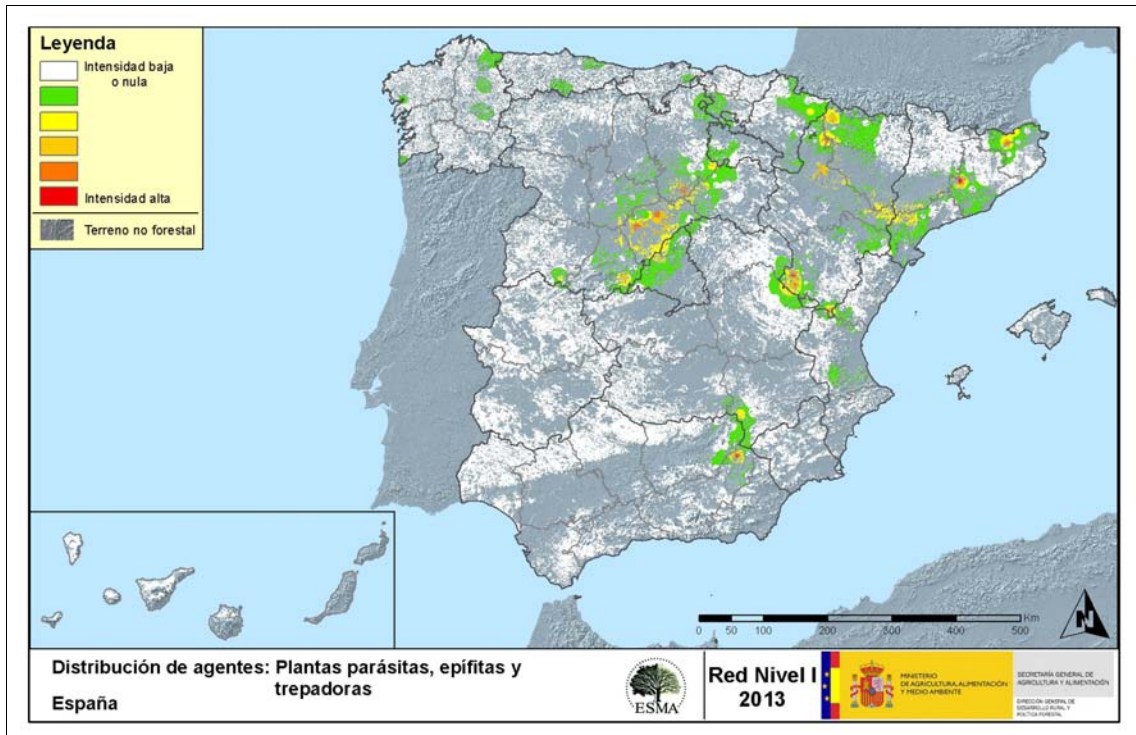 Leyenda
Intensidad baja
o nula
Intensidad alta
Terreno no forestal
Km
0 50 100 200 300 400 500
N
Distribución de agentes: Plantas parásitas, epífitas y
trepadoras
España
ESMA
Red Nivel I
2013
MINISTERIO
DE AGRICULTURA, ALIMENTACIÓN
Y MEDIO AMBIENTE
SECRETARÍA GENERAL DE
AGRICULTURA Y ALIMENTACIÓN
DIRECCIÓN GENERAL DE
DESARROLLO RURAL Y
POLÍTICA FORESTAL